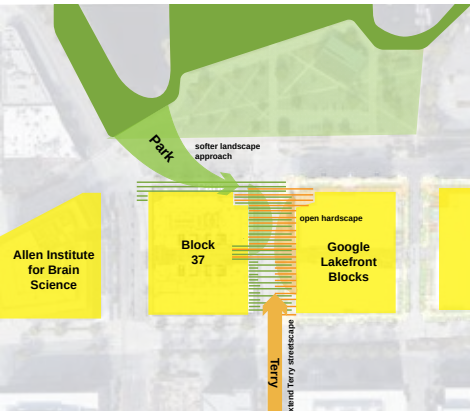 Park
softer landscape
approach
open hardscape
Allen Institute
for Brain
Science
Block
37
Google
Lakefront
Blocks
Terry
Terry streetscape